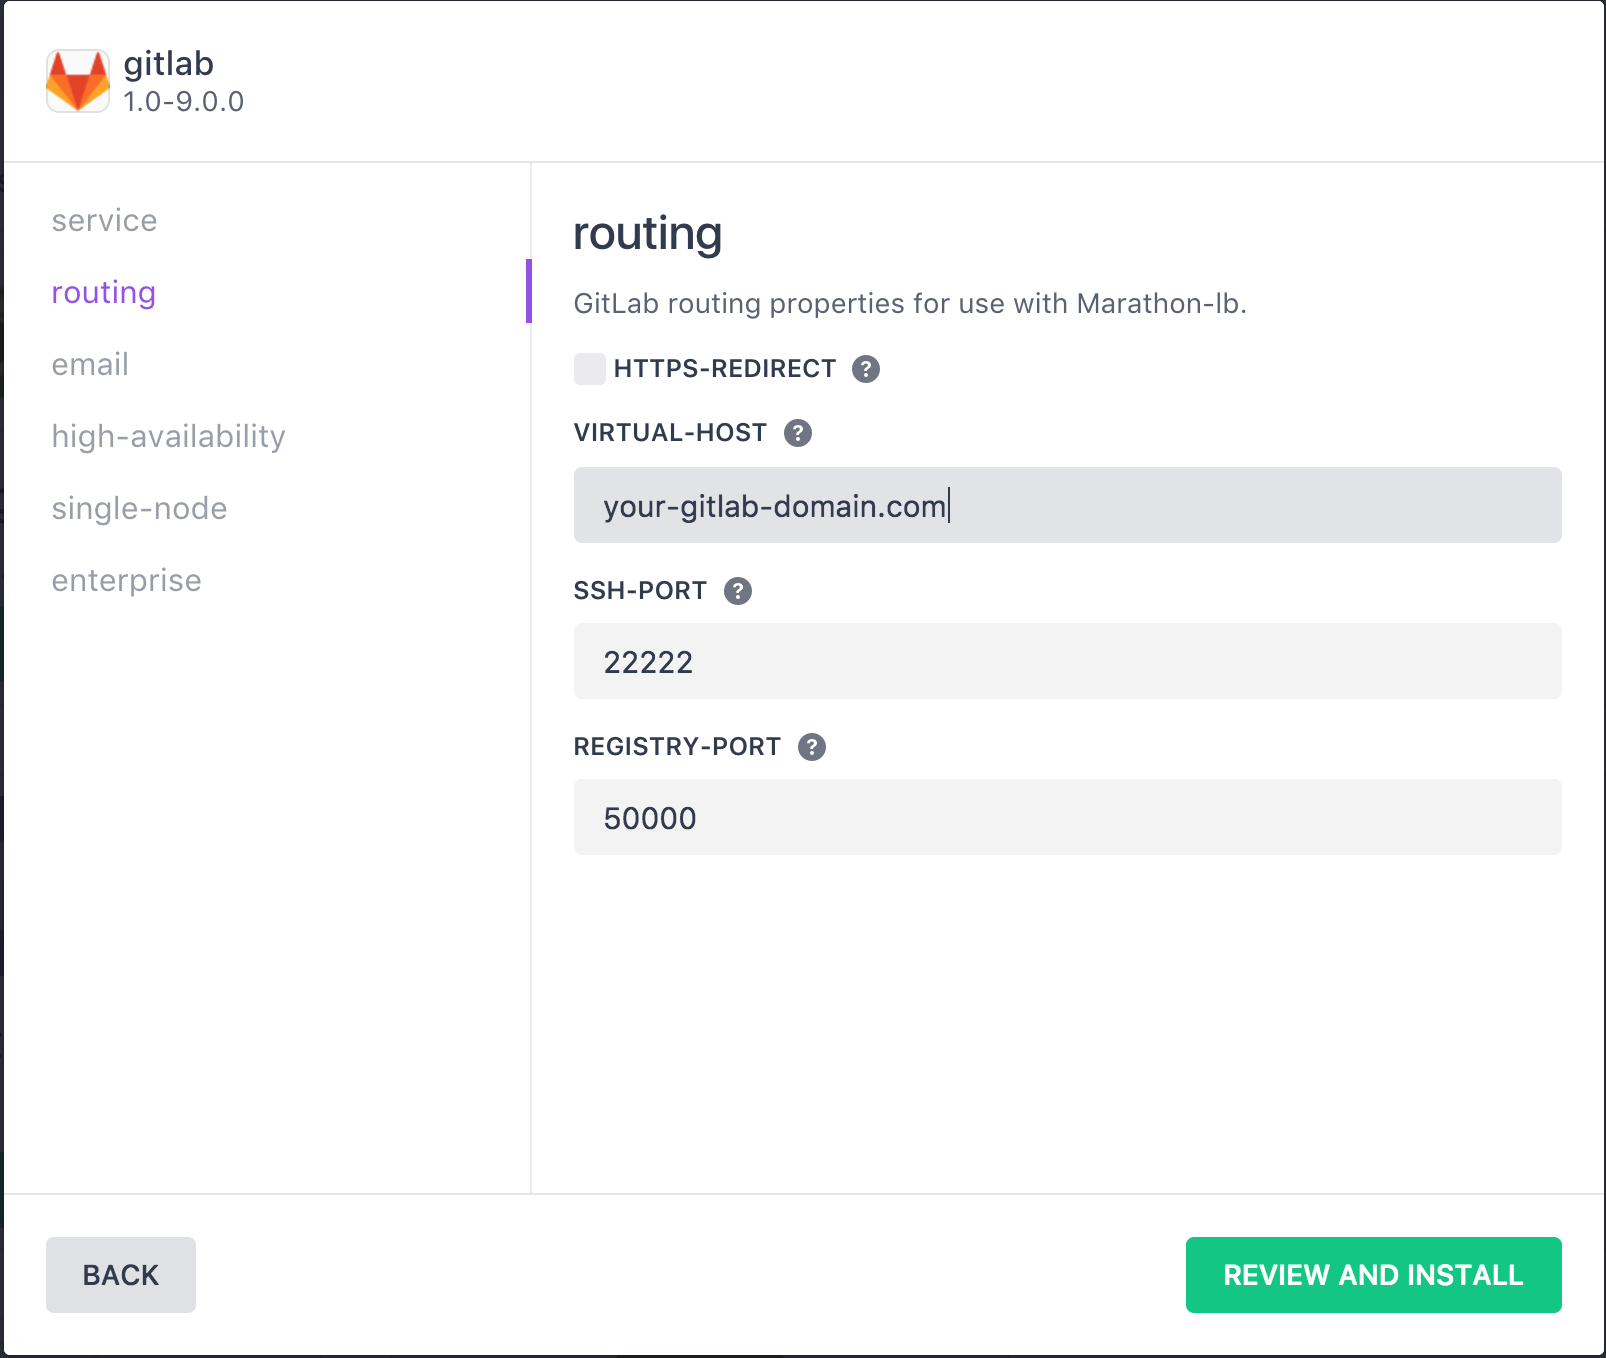 gitlab
1.0-9.0.0
service
routing
email
high-availability
single-node
enterprise
routing
GitLab routing properties for use with Marathon-lb.
HTTPS-REDIRECT ?
VIRTUAL-HOST ?
your-gitlab-domain.com
SSH-PORT ?
22222
REGISTRY-PORT ?
50000
BACK
REVIEW AND INSTALL